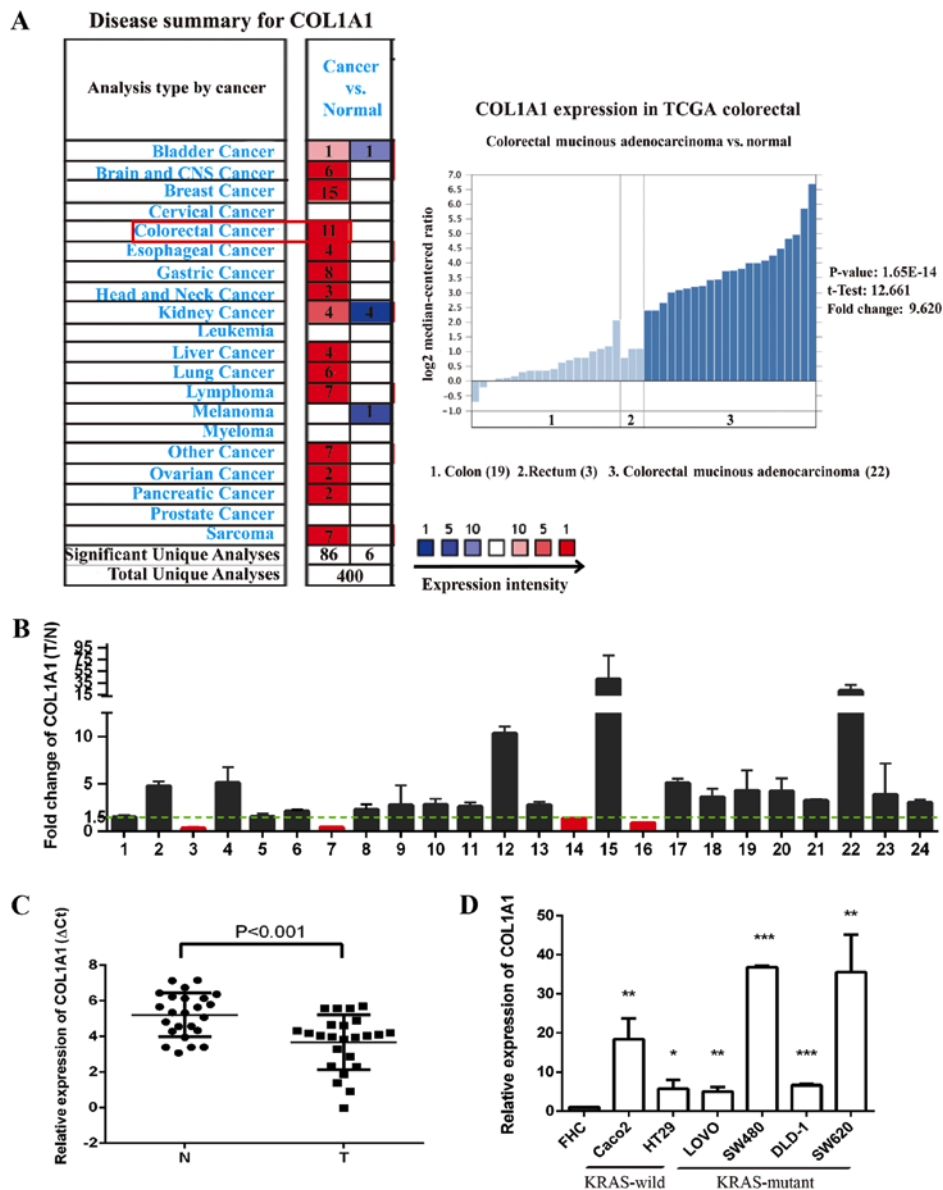 A
Disease summary for COL1A1
Analysis type by cancer
Cancer
vs.
Normal
Bladder Cancer 1 1
Brain and CNS Cancer 6
Breast Cancer 15
Cervical Cancer
Colorectal Cancer 11
Esophageal Cancer 4
Gastric Cancer 8
Head and Neck Cancer 3
Kidney Cancer 4 4
Leukemia
Liver Cancer 4
Lung Cancer 6
Lymphoma 7
Melanoma 1
Myeloma
Other Cancer 7
Ovarian Cancer 2
Pancreatic Cancer 2
Prostate Cancer
Sarcoma 7
Significant Unique Analyses 86 6
Total Unique Analyses 400
COL1A1 expression in TCGA colorectal
Colorectal mucinous adenocarcinoma vs. normal
log2 median-centered ratio
7.0
6.5
6.0
5.5
5.0
4.5
4.0
3.5
3.0
2.5
2.0
1.5
1.0
0.5
0.0
−0.5
−1.0
1 2 3
P-value: 1.65E-14
t-Test: 12.661
Fold change: 9.620
1. Colon (19) 2.Rectum (3) 3. Colorectal mucinous adenocarcinoma (22)
1 5 10 10 5 1
Expression intensity
B
Fold change of COL1A1 (T/N)
95
75
55
35
15
10
5
1.5
0
1 2 3 4 5 6 7 8 9 10 11 12 13 14 15 16 17 18 19 20 21 22 23 24
C
Relative expression of COL1A1 (ΔCt)
P<0.001
8
6
4
2
0
-2
N T
D
Relative expression of COL1A1
50
40
30
20
10
0
** * ** *** *** **
FHC Caco2 HT29 LOVO SW480 DLD-1 SW620
KRAS-wild KRAS-mutant